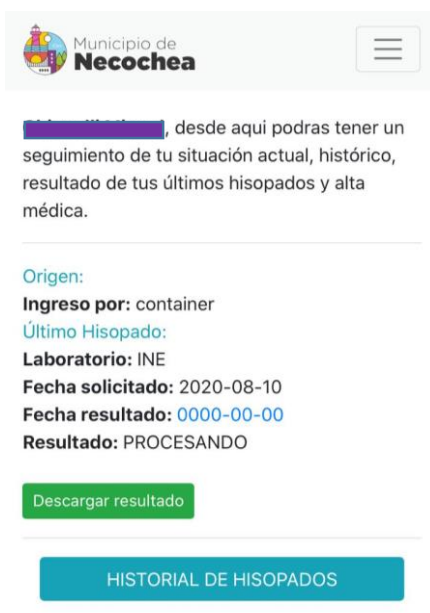 Municipio de
Necochea
, desde aqui podras tener un
seguimiento de tu situación actual, histórico,
resultado de tus últimos hisopados y alta
médica.
Origen:
Ingreso por: container
Último Hisopado:
Laboratorio: INE
Fecha solicitado: 2020-08-10
Fecha resultado: 0000-00-00
Resultado: PROCESANDO
Descargar resultado
HISTORIAL DE HISOPADOS